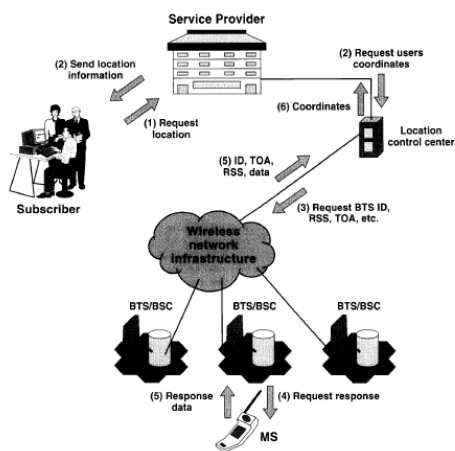 Service Provider
(2) Send location
information
(2) Request users
coordinates
(1) Request
location
(6) Coordinates
Location
control center
(5) ID, TOA,
RSS, data
Subscriber
(3) Request BTS ID,
RSS, TOA, etc.
Wireless
network
infrastructure
BTS/BSC
BTS/BSC
BTS/BSC
(5) Response
data
(4) Request response
MS